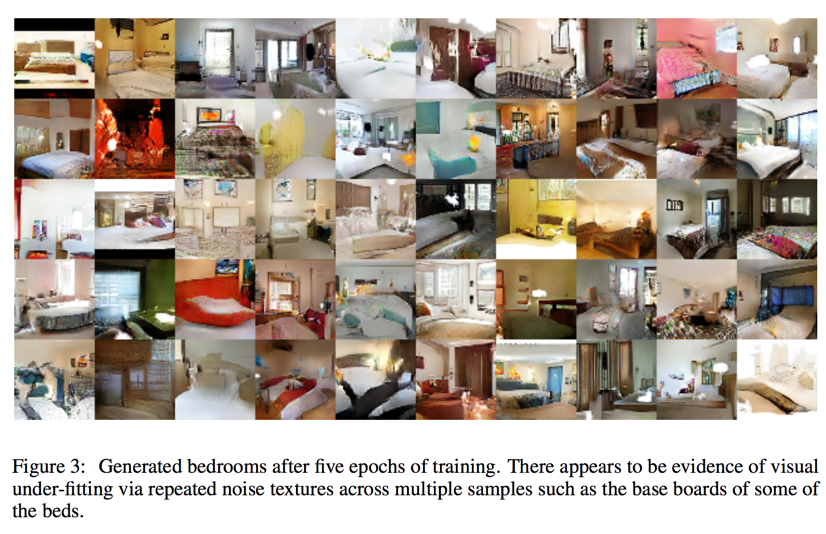 Figure 3: Generated bedrooms after five epochs of training. There appears to be evidence of visual
under-fitting via repeated noise textures across multiple samples such as the base boards of some of
the beds.